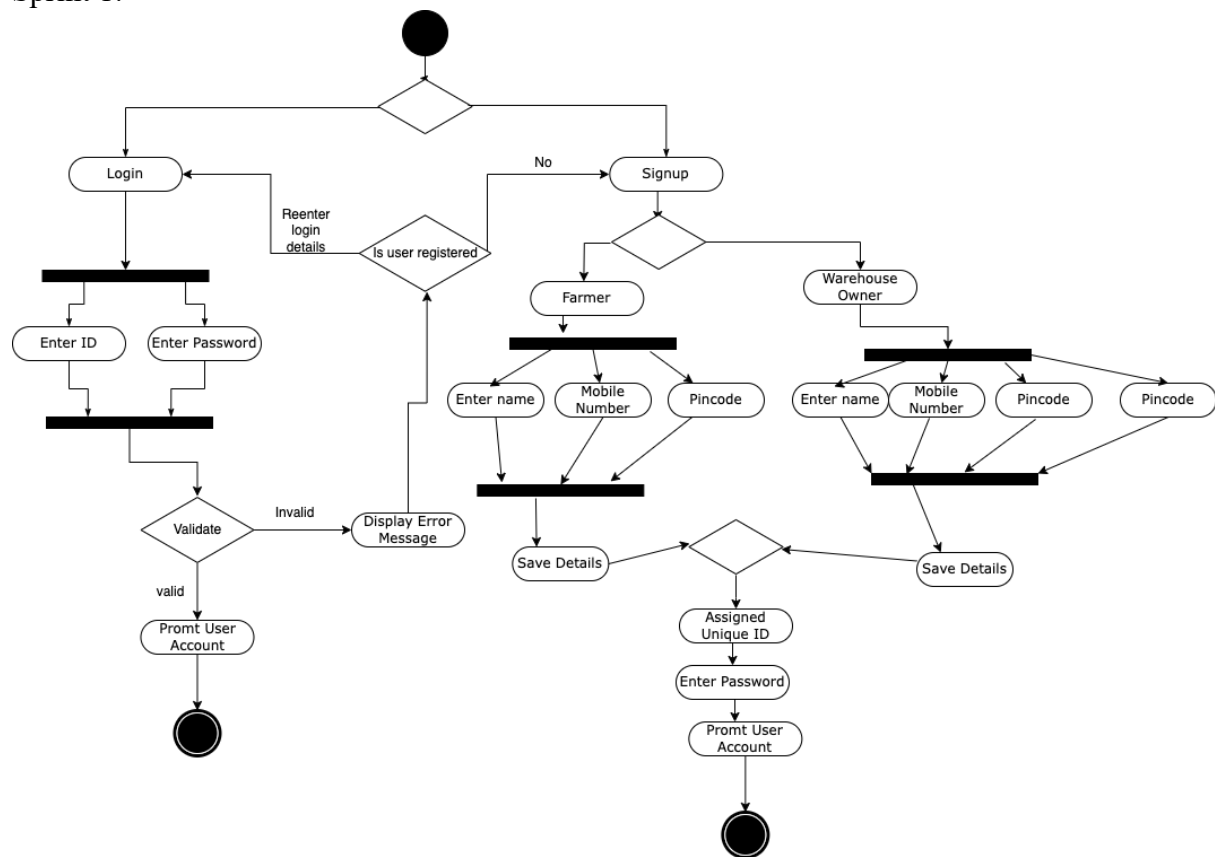 Login
No
Signup
Reenter
login
details
Is user registered
Warehouse
Owner
Farmer
Enter ID
Enter Password
Enter name
Mobile
Number
Pincode
Enter name
Mobile
Number
Pincode
Pincode
Validate
Invalid
Display Error
Message
Save Details
Save Details
valid
Promt User
Account
Assigned
Unique ID
Enter Password
Promt User
Account